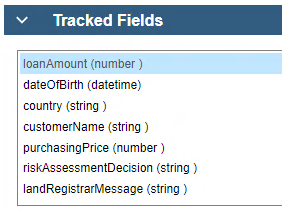 Tracked Fields
loanAmount (number )
dateOfBirth (datetime)
country (string )
customerName (string )
purchasingPrice (number )
riskAssessmentDecision (string )
landRegistrarMessage (string )